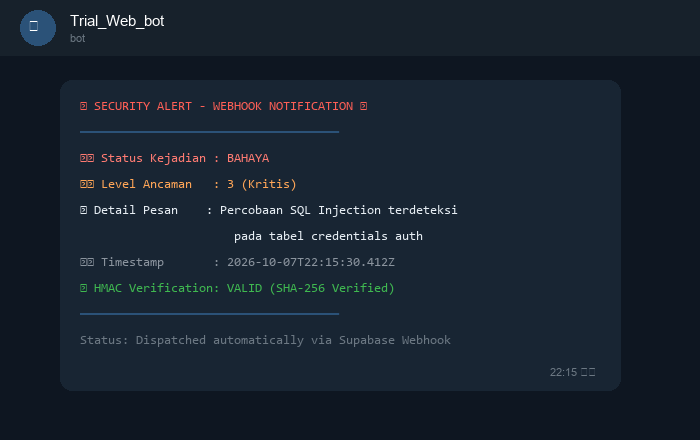 Trial_Web_bot
bot
SECURITY ALERT - WEBHOOK NOTIFICATION
Status Kejadian : BAHAYA
Level Ancaman : 3 (Kritis)
Detail Pesan : Percobaan SQL Injection terdeteksi
pada tabel credentials auth
Timestamp : 2026-10-07T22:15:30.412Z
HMAC Verification: VALID (SHA-256 Verified)
Status: Dispatched automatically via Supabase Webhook
22:15